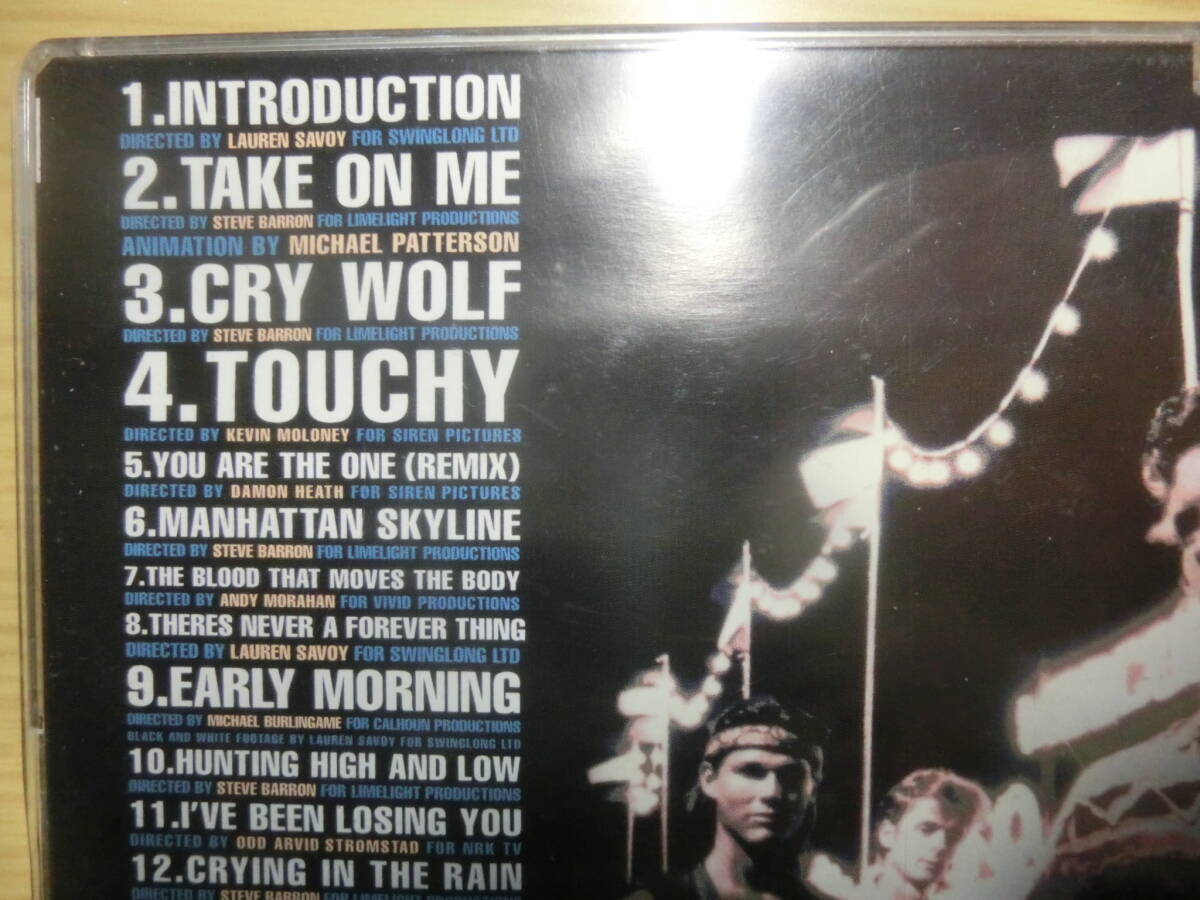 1.INTRODUCTION
DIRECTED BY LAUREN SAVOY FOR SWINGLONG LTD
2.TAKE ON ME
DIRECTED BY STEVE BARRON FOR LIMELIGHT PRODUCTIONS
ANIMATION BY MICHAEL PATTERSON
3.CRY WOLF
DIRECTED BY STEVE BARRON FOR LIMELIGHT PRODUCTIONS
4.TOUCHY
DIRECTED BY KEVIN MOLONEY FOR SIREN PICTURES
5.YOU ARE THE ONE (REMIX)
DIRECTED BY DAMON HEATH FOR SIREN PICTURES
6.MANHATTAN SKYLINE
DIRECTED BY STEVE BARRON FOR LIMELIGHT PRODUCTIONS
7.THE BLOOD THAT MOVES THE BODY
DIRECTED BY ANDY MORAHAN FOR VIVID PRODUCTIONS
8.THERES NEVER A FOREVER THING
DIRECTED BY LAUREN SAVOY FOR SWINGLONG LTD
9.EARLY MORNING
DIRECTED BY MICHAEL BURLINGAME FOR CALHOUN PRODUCTIONS
BLACK AND WHITE FOOTAGE BY LAUREN SAVOY FOR SWINGLONG LTD
10.HUNTING HIGH AND LOW
DIRECTED BY STEVE BARRON FOR LIMELIGHT PRODUCTIONS
11.I'VE BEEN LOSING YOU
DIRECTED BY ODD ARVID STROMSTAD FOR NRK TV
12.CRYING IN THE RAIN
DIRECTED BY STEVE BARRON FOR LIMELIGHT PRODUCTIONS